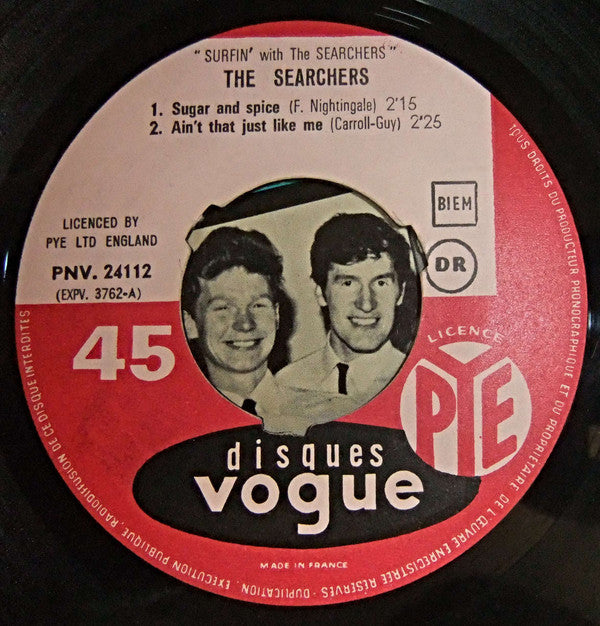 " SURFIN' with The SEARCHERS "
THE SEARCHERS
1. Sugar and spice (F. Nightingale) 2'15
2. Ain't that just like me (Carroll-Guy) 2'25
BIEM
DR
LICENCED BY
PYE LTD ENGLAND
PNV. 24112
(EXPV. 3762-A)
45
LICENCE
PYE
disques
vogue
MADE IN FRANCE
TOUS DROITS DU PRODUCTEUR PHONOGRAPHIQUE ET DU PROPRIETAIRE DE L'ŒUVRE ENREGISTREE RÉSERVES - DUPLICATION, EXECUTION PUBLIQUE, RADIODIFFUSION DE CE DISQUE INTERDITES